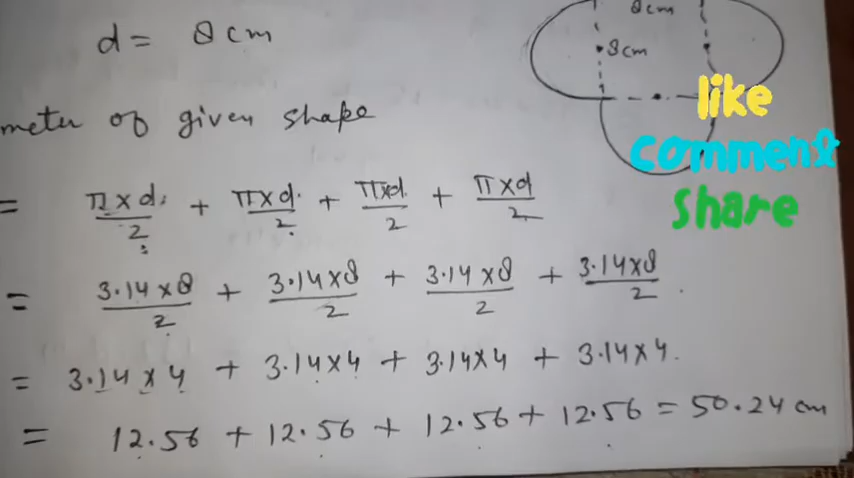 8cm
d = 8 cm
8cm
meter of given shape
like
comment
share
= π × d / 2 + π×d / 2 + π×d / 2 + π×d / 2
= 3.14 × 8 / 2 + 3.14 × 8 / 2 + 3.14 × 8 / 2 + 3.14 × 8 / 2
= 3.14 × 4 + 3.14 × 4 + 3.14 × 4 + 3.14 × 4.
= 12.56 + 12.56 + 12.56 + 12.56 = 50.24 cm